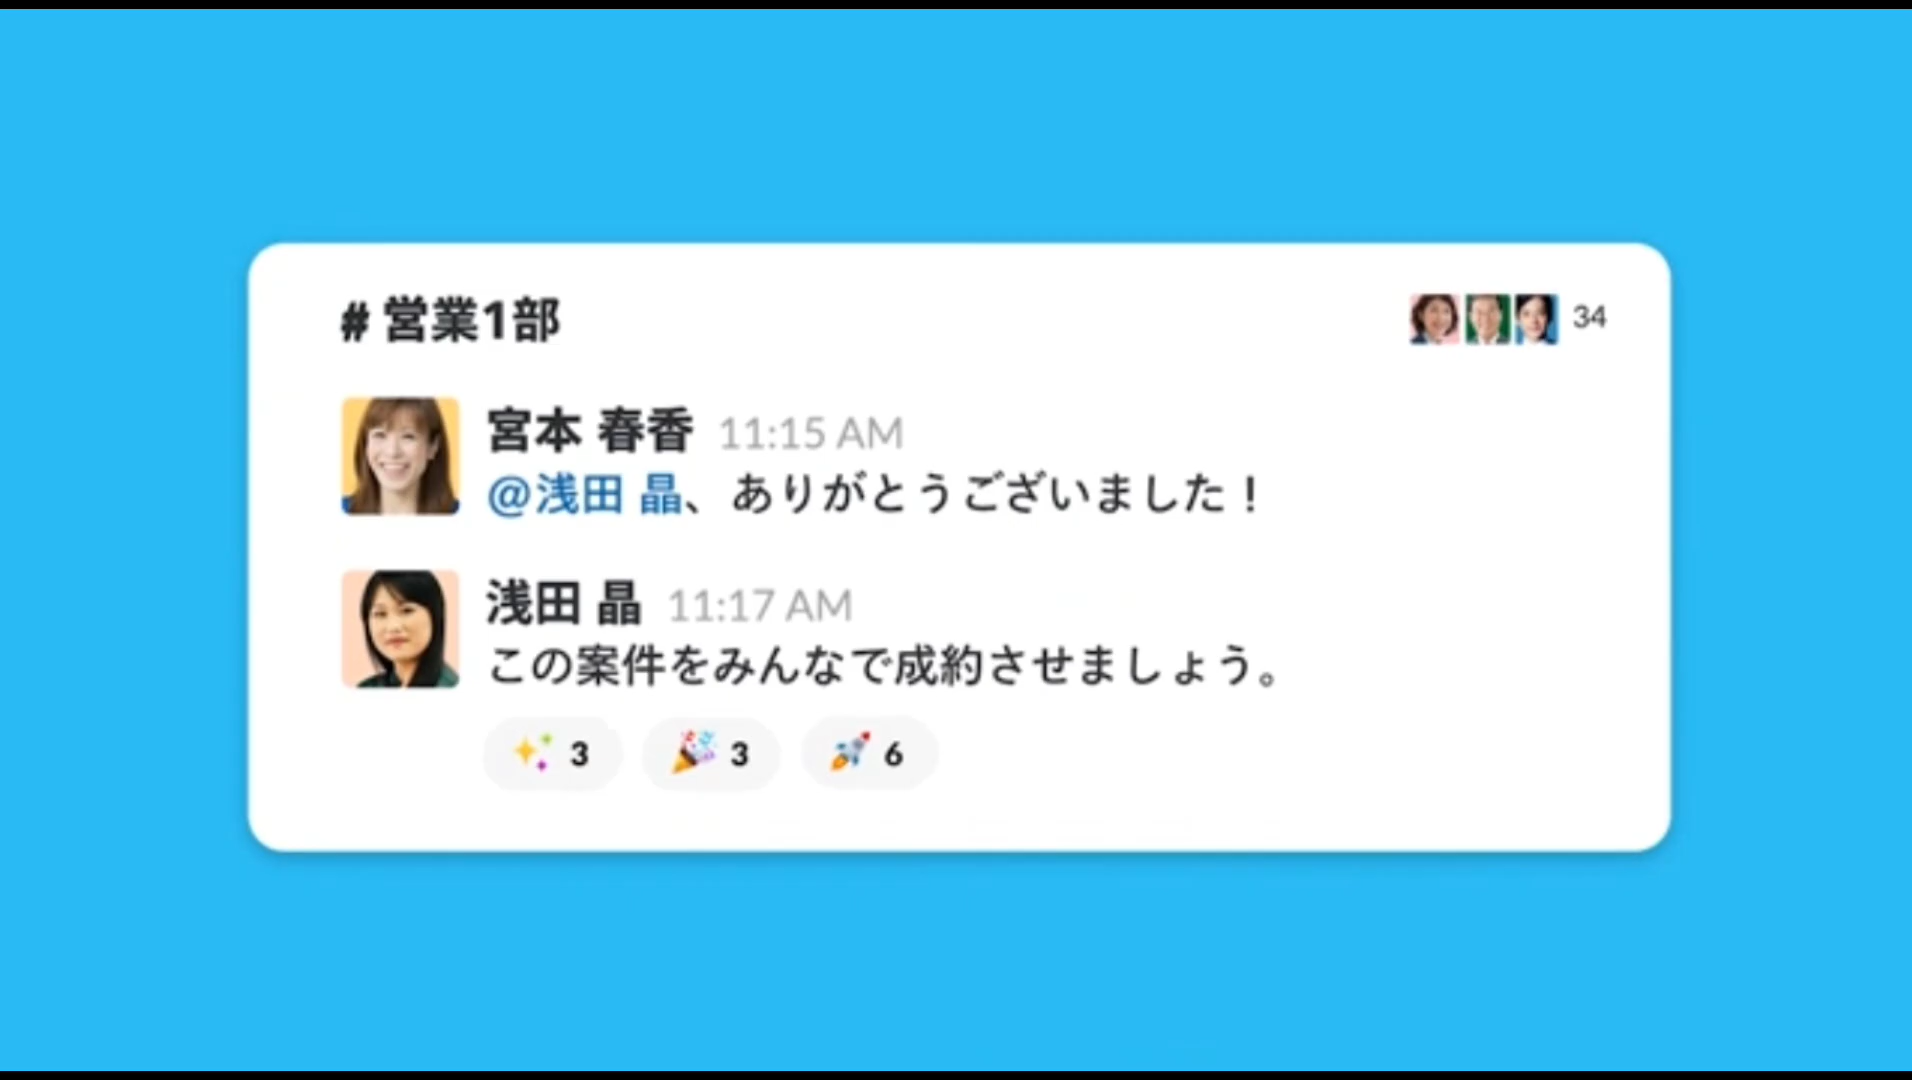 # 営業1部
34
宮本 春香 11:15 AM
@浅田 晶、ありがとうございました！
浅田 晶 11:17 AM
この案件をみんなで成約させましょう。
✨ 3 🎉 3 🚀 6